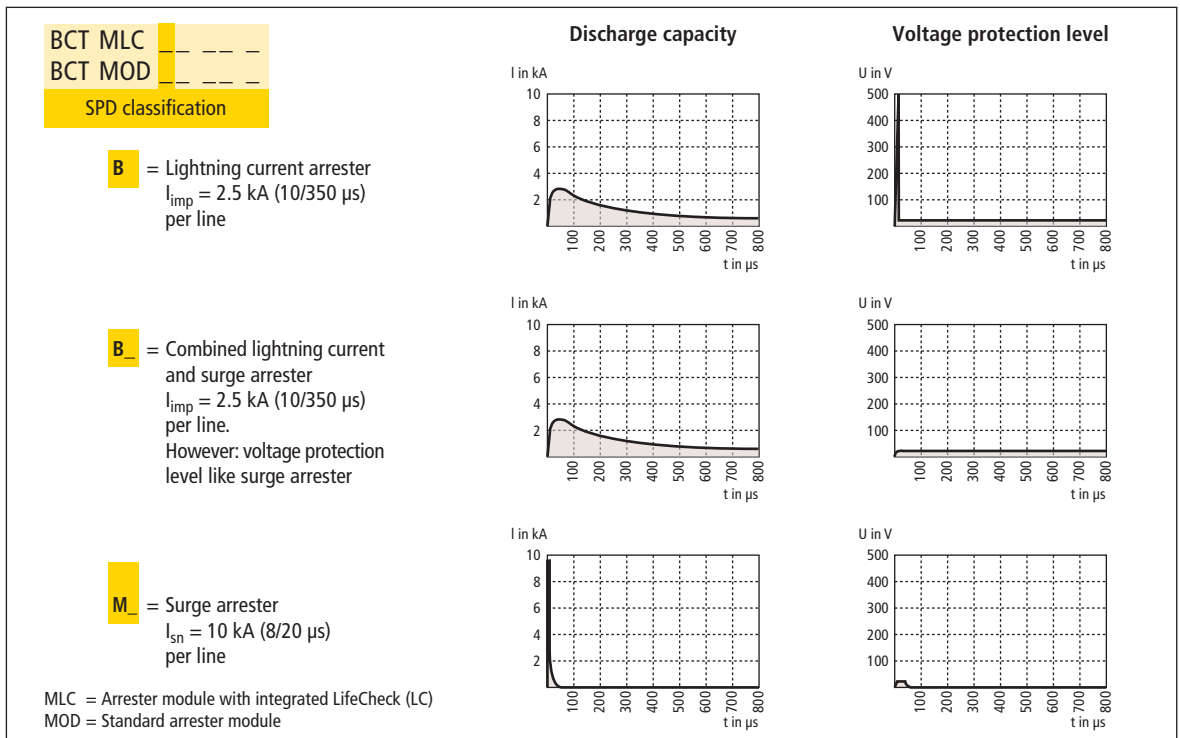 BCT MLC _ _ _ _ _
BCT MOD _ _ _ _ _
SPD classification
Discharge capacity
Voltage protection level
B = Lightning current arrester
Iimp = 2.5 kA (10/350 µs)
per line
I in kA
10
8
6
4
2
100 200 300 400 500 600 700 800
t in µs
U in V
500
400
300
200
100
100 200 300 400 500 600 700 800
t in µs
B_ = Combined lightning current
and surge arrester
Iimp = 2.5 kA (10/350 µs)
per line.
However: voltage protection
level like surge arrester
I in kA
10
8
6
4
2
100 200 300 400 500 600 700 800
t in µs
U in V
500
400
300
200
100
100 200 300 400 500 600 700 800
t in µs
M_ = Surge arrester
Isn = 10 kA (8/20 µs)
per line
I in kA
10
8
6
4
2
100 200 300 400 500 600 700 800
t in µs
U in V
500
400
300
200
100
100 200 300 400 500 600 700 800
t in µs
MLC = Arrester module with integrated LifeCheck (LC)
MOD = Standard arrester module